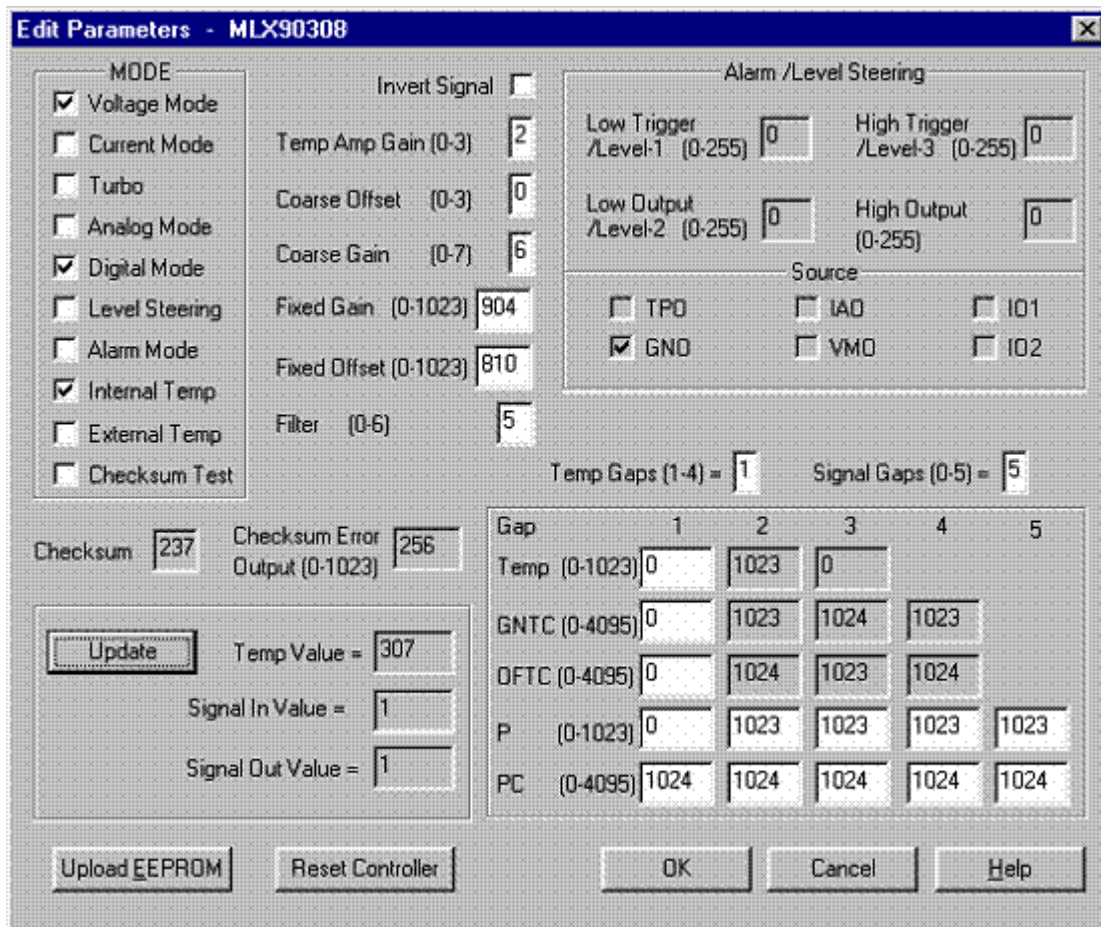 Edit Parameters - MLX90308
MODE
Voltage Mode
Current Mode
Turbo
Analog Mode
Digital Mode
Level Steering
Alarm Mode
Internal Temp
External Temp
Checksum Test
Invert Signal
Temp Amp Gain (0-3) 2
Coarse Offset (0-3) 0
Coarse Gain (0-7) 6
Fixed Gain (0-1023) 904
Fixed Offset (0-1023) 810
Filter (0-6) 5
Alarm /Level Steering
Low Trigger
/Level-1 (0-255) 0
High Trigger
/Level-3 (0-255) 0
Low Output
/Level-2 (0-255) 0
High Output
(0-255) 0
Source
TPO IAO IO1
GNO VMO IO2
Temp Gaps (1-4) = 1 Signal Gaps (0-5) = 5
Checksum 237
Checksum Error
Output (0-1023) 256
Update
Temp Value = 307
Signal In Value = 1
Signal Out Value = 1
Gap 1 2 3 4 5
Temp (0-1023) 0 1023 0
GNTC (0-4095) 0 1023 1024 1023
OFTC (0-4095) 0 1024 1023 1024
P (0-1023) 0 1023 1023 1023 1023
PC (0-4095) 1024 1024 1024 1024 1024
Upload EEPROM Reset Controller OK Cancel Help